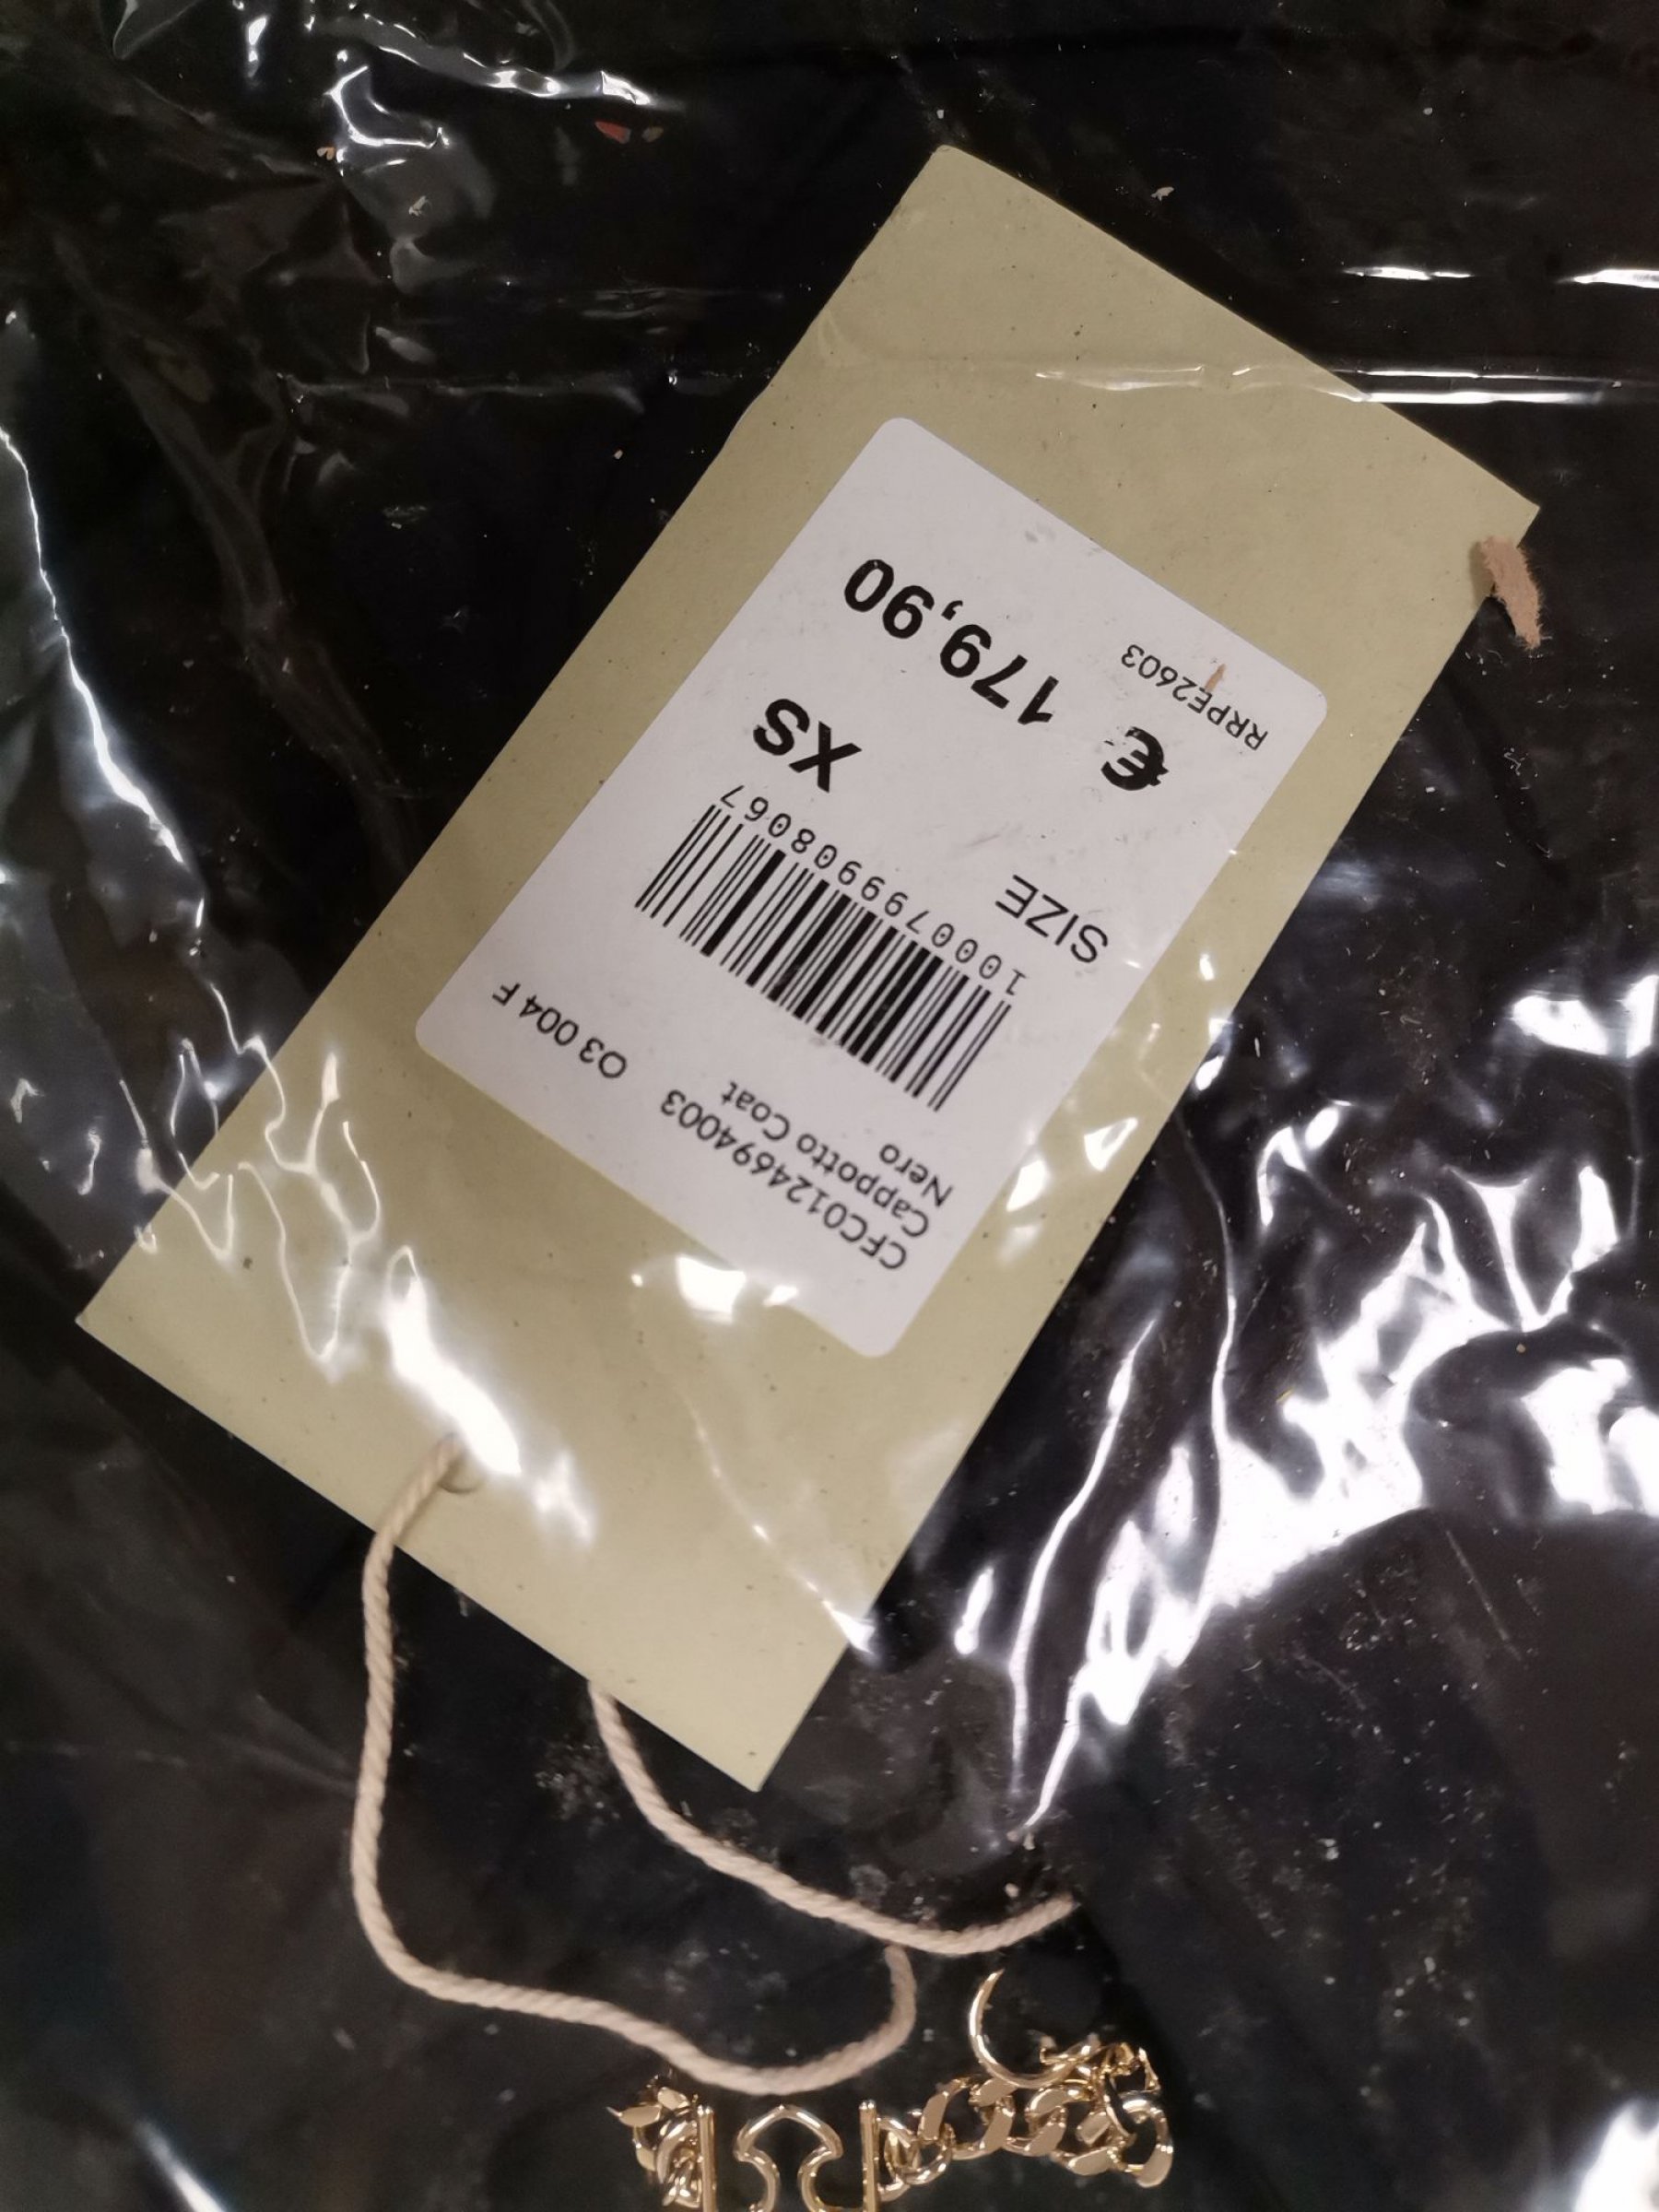 CFC0124694003 O3 004 F
Cappotto Coat
Nero
1000799908067
SIZE XS
€ 179,90
RRPE2603